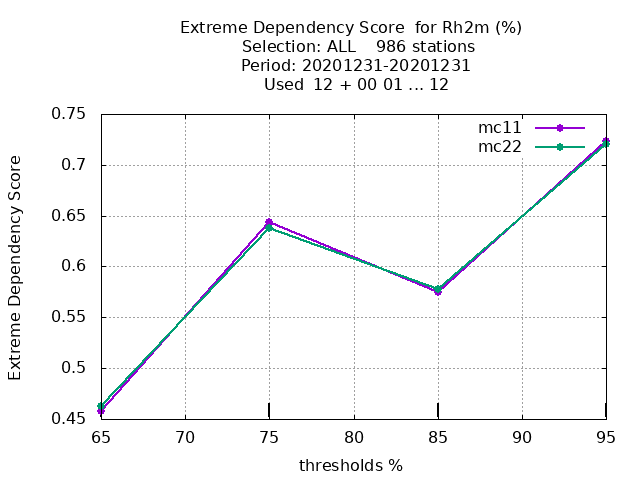 Extreme Dependency Score  for Rh2m (%)
Selection: ALL    986 stations
Period: 20201231-20201231
Used  12 + 00 01 ... 12
mc11
mc22
Extreme Dependency Score
0.75
0.7
0.65
0.6
0.55
0.5
0.45
65 70 75 80 85 90 95
thresholds %